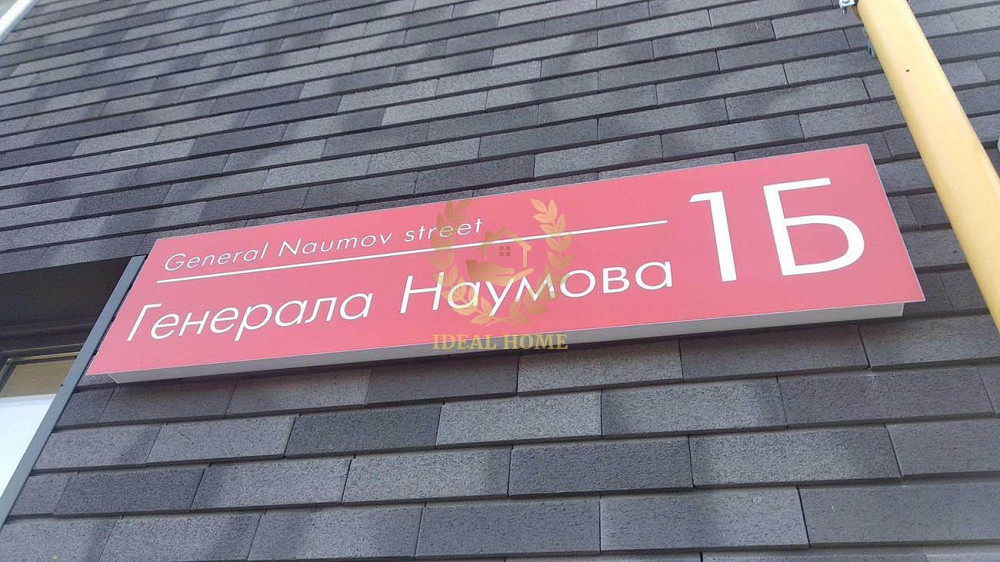 General Naumov street
Генерала Наумова 1Б
IDEAL HOME